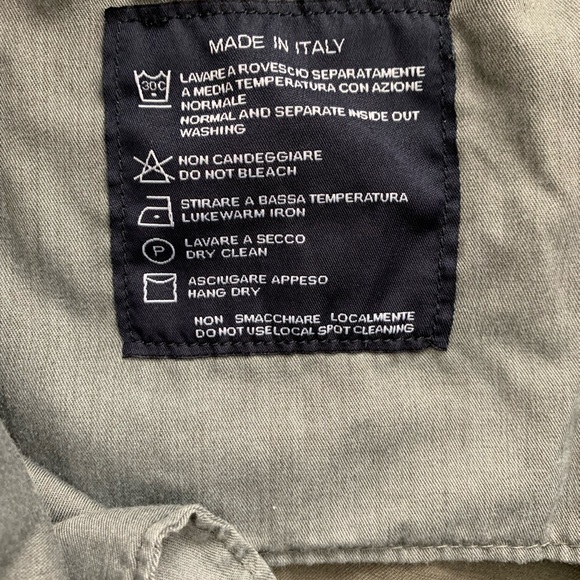 MADE IN ITALY
30C
LAVARE A ROVESCIO SEPARATAMENTE
A MEDIA TEMPERATURA CON AZIONE
NORMALE
NORMAL AND SEPARATE INSIDE OUT
WASHING
NON CANDEGGIARE
DO NOT BLEACH
STIRARE A BASSA TEMPERATURA
LUKEWARM IRON
P
LAVARE A SECCO
DRY CLEAN
ASCIUGARE APPESO
HANG DRY
NON SMACCHIARE LOCALMENTE
DO NOT USE LOCAL SPOT CLEANING